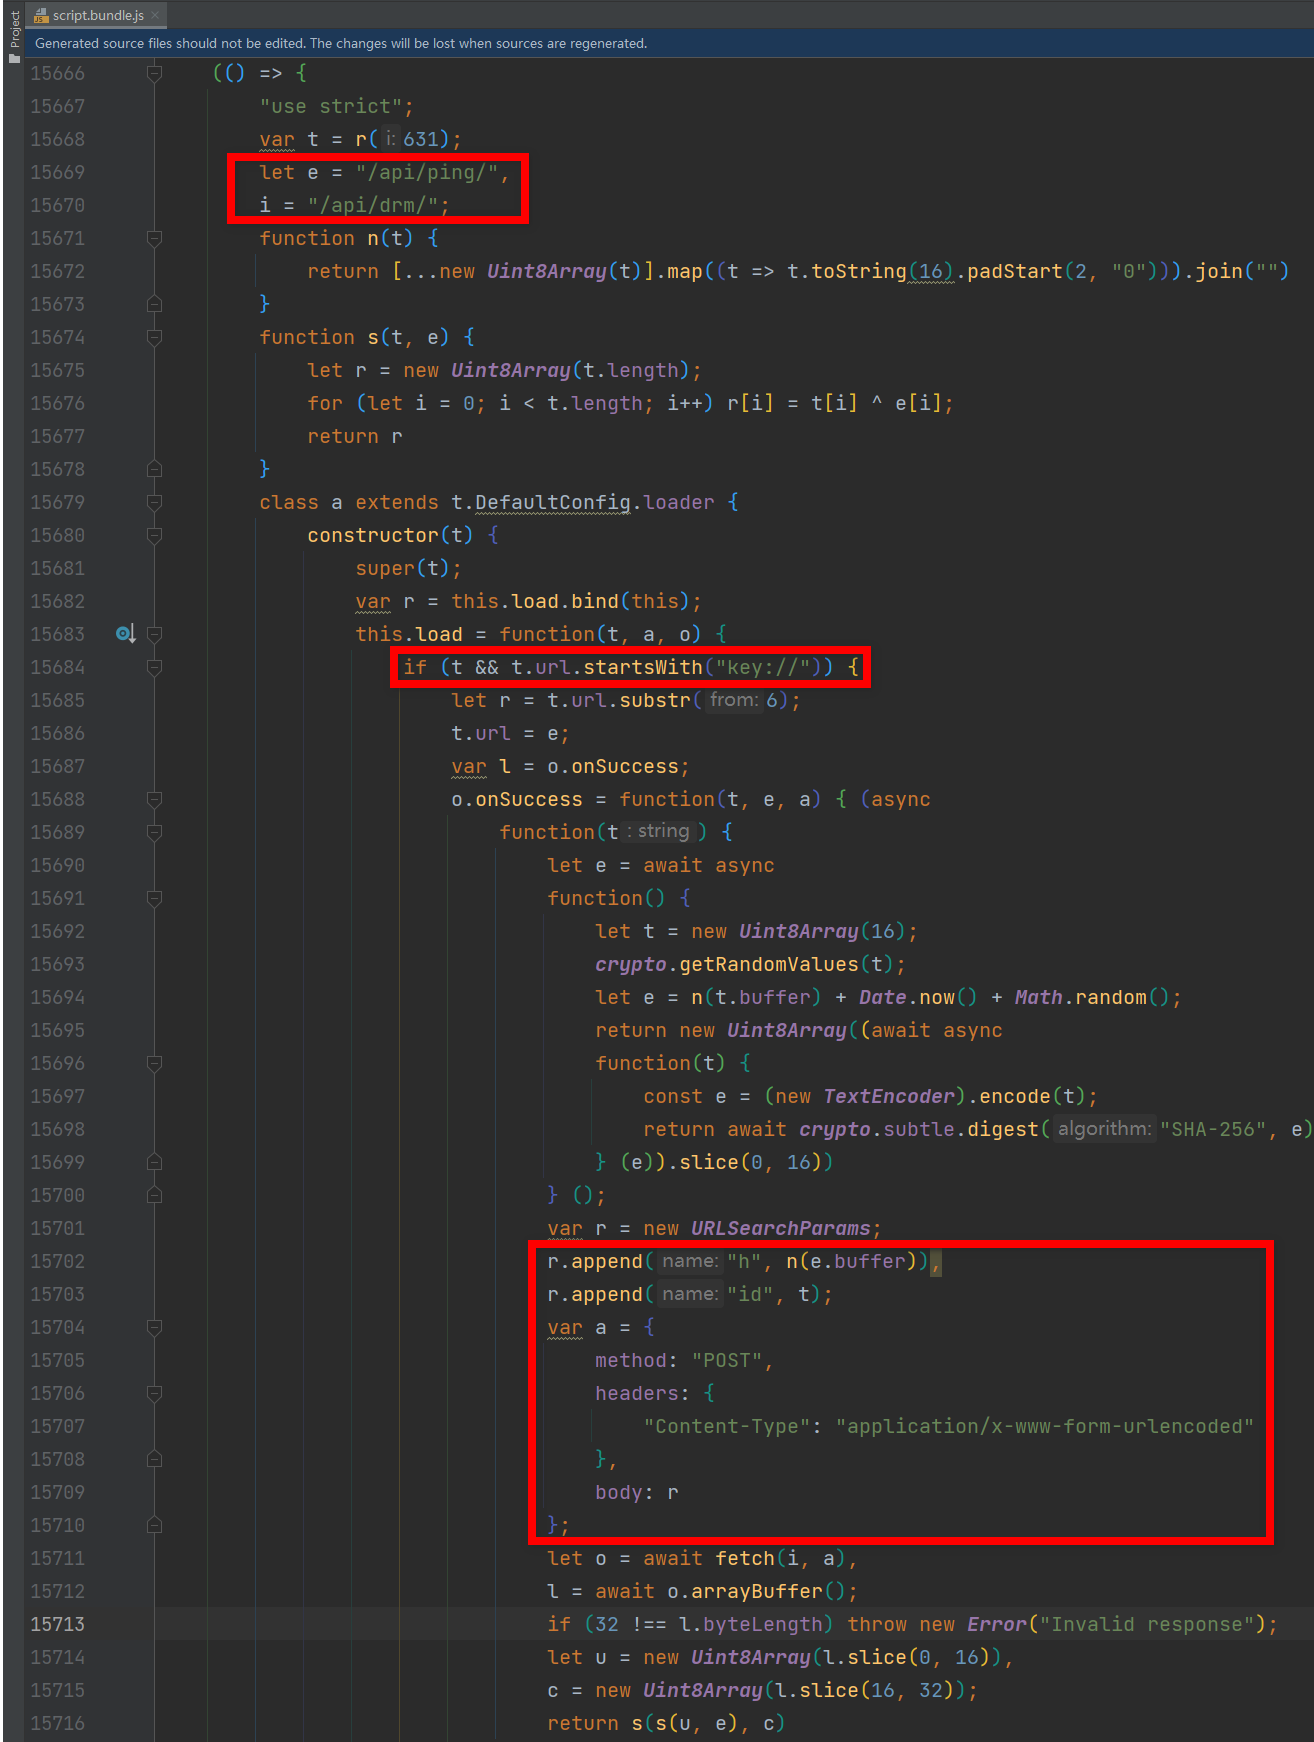 Project
script.bundle.js
Generated source files should not be edited. The changes will be lost when sources are regenerated.
15666 (() => {
15667 "use strict";
15668 var t = r( i: 631);
15669 let e = "/api/ping/",
15670 i = "/api/drm/";
15671 function n(t) {
15672 return [...new Uint8Array(t)].map((t => t.toString(16).padStart(2, "0"))).join("")
15673 }
15674 function s(t, e) {
15675 let r = new Uint8Array(t.length);
15676 for (let i = 0; i < t.length; i++) r[i] = t[i] ^ e[i];
15677 return r
15678 }
15679 class a extends t.DefaultConfig.loader {
15680 constructor(t) {
15681 super(t);
15682 var r = this.load.bind(this);
15683 this.load = function(t, a, o) {
15684 if (t && t.url.startsWith("key://")) {
15685 let r = t.url.substr( from: 6);
15686 t.url = e;
15687 var l = o.onSuccess;
15688 o.onSuccess = function(t, e, a) { (async
15689 function(t : string ) {
15690 let e = await async
15691 function() {
15692 let t = new Uint8Array(16);
15693 crypto.getRandomValues(t);
15694 let e = n(t.buffer) + Date.now() + Math.random();
15695 return new Uint8Array((await async
15696 function(t) {
15697 const e = (new TextEncoder).encode(t);
15698 return await crypto.subtle.digest( algorithm: "SHA-256", e)
15699 } (e)).slice(0, 16))
15700 } ();
15701 var r = new URLSearchParams;
15702 r.append( name: "h", n(e.buffer)),
15703 r.append( name: "id", t);
15704 var a = {
15705 method: "POST",
15706 headers: {
15707 "Content-Type": "application/x-www-form-urlencoded"
15708 },
15709 body: r
15710 };
15711 let o = await fetch(i, a),
15712 l = await o.arrayBuffer();
15713 if (32 !== l.byteLength) throw new Error("Invalid response");
15714 let u = new Uint8Array(l.slice(0, 16)),
15715 c = new Uint8Array(l.slice(16, 32));
15716 return s(s(u, e), c)